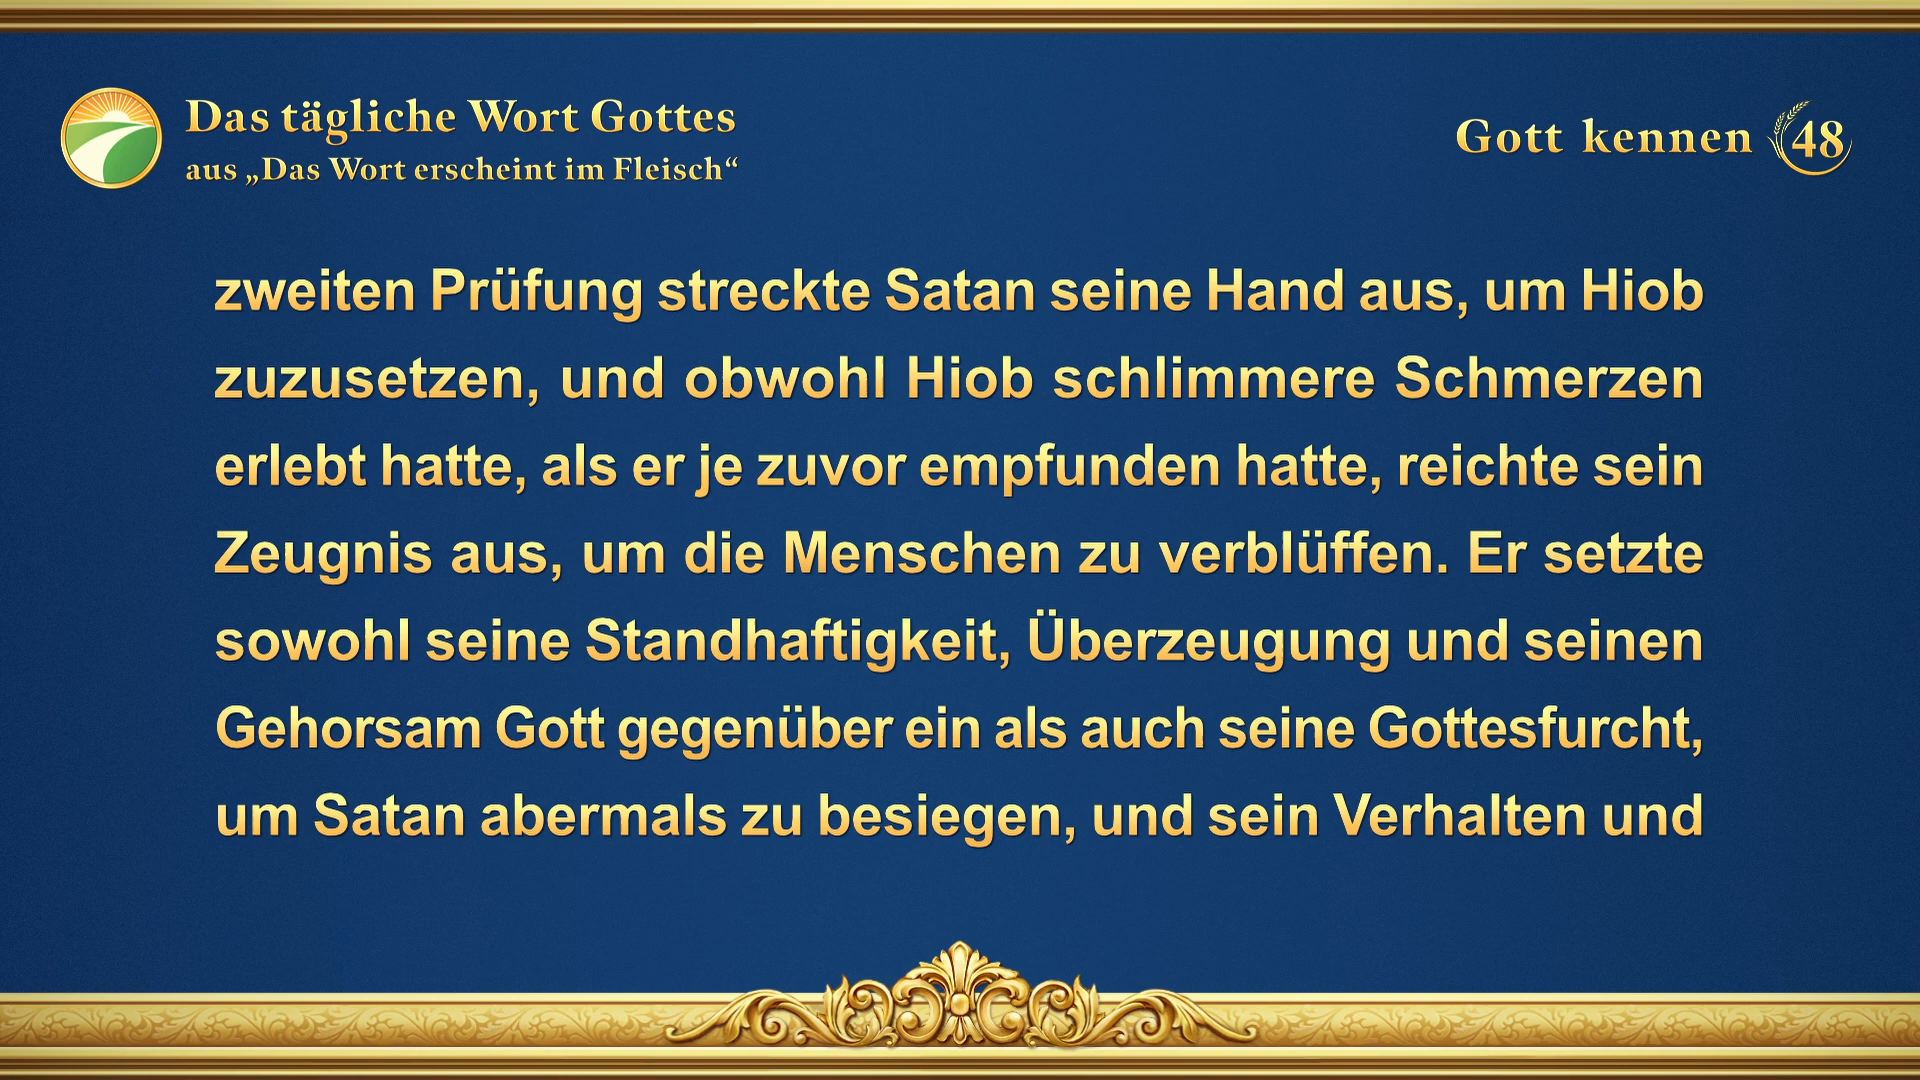 Das tägliche Wort Gottes
aus „Das Wort erscheint im Fleisch“
Gott kennen 48
zweiten Prüfung streckte Satan seine Hand aus, um Hiob
zuzusetzen, und obwohl Hiob schlimmere Schmerzen
erlebt hatte, als er je zuvor empfunden hatte, reichte sein
Zeugnis aus, um die Menschen zu verblüffen. Er setzte
sowohl seine Standhaftigkeit, Überzeugung und seinen
Gehorsam Gott gegenüber ein als auch seine Gottesfurcht,
um Satan abermals zu besiegen, und sein Verhalten und